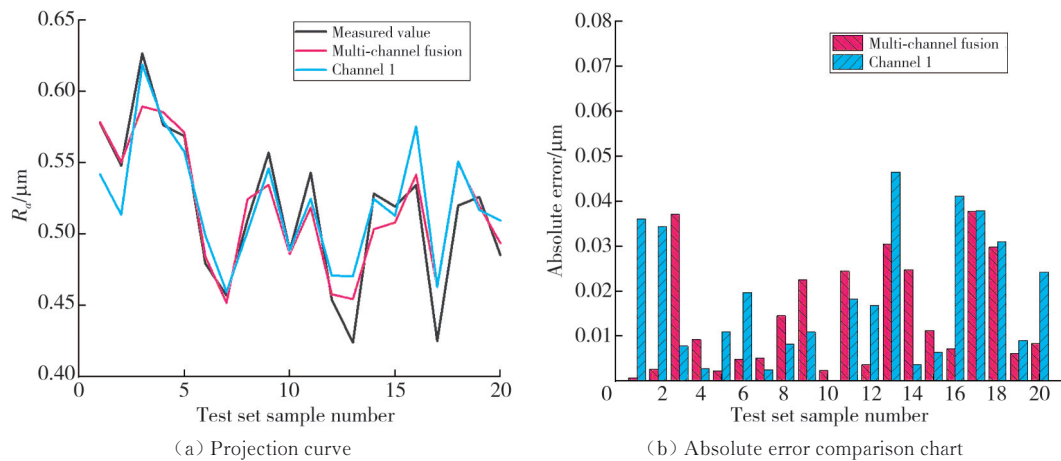 0.65
0.60
0.55
0.50
0.45
0.40
Rₐ/μm
Measured value
Multi-channel fusion
Channel 1
0 5 10 15 20
Test set sample number
(a) Projection curve
0.08
0.07
0.06
0.05
0.04
0.03
0.02
0.01
Absolute error/μm
Multi-channel fusion
Channel 1
0 2 4 6 8 10 12 14 16 18 20
Test set sample number
(b) Absolute error comparison chart